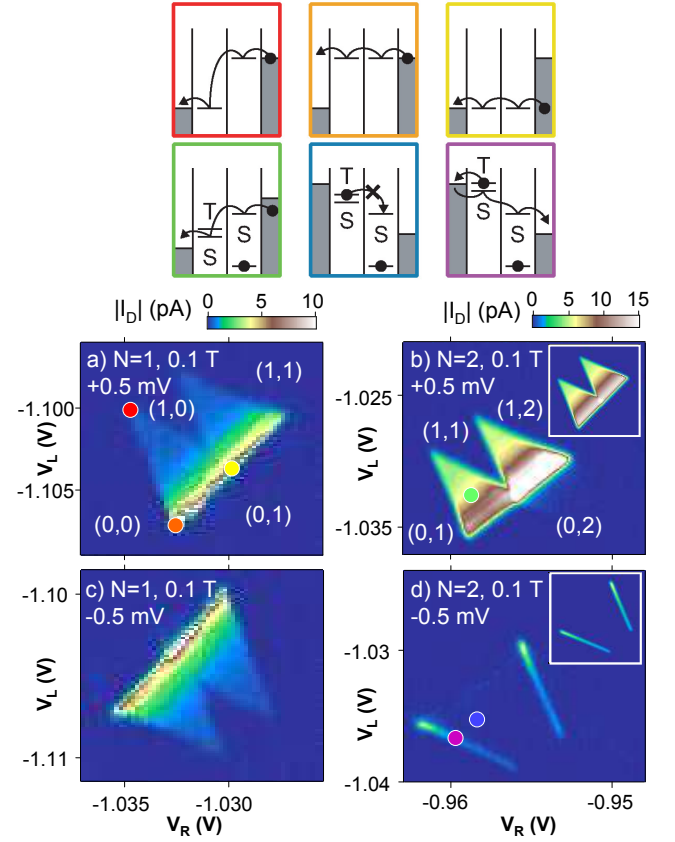 T
S
S
T
S
S
T
S
S
|I_D| (pA) 0 5 10
|I_D| (pA) 0 5 10 15
a) N=1, 0.1 T
+0.5 mV
(1,1)
(1,0)
(0,0)
(0,1)
-1.100
-1.105
V_L (V)
b) N=2, 0.1 T
+0.5 mV
(1,1)
(1,2)
(0,1)
(0,2)
-1.025
-1.035
V_L (V)
c) N=1, 0.1 T
-0.5 mV
-1.10
-1.11
V_L (V)
-1.035
-1.030
V_R (V)
d) N=2, 0.1 T
-0.5 mV
-1.03
-1.04
V_L (V)
-0.96
-0.95
V_R (V)